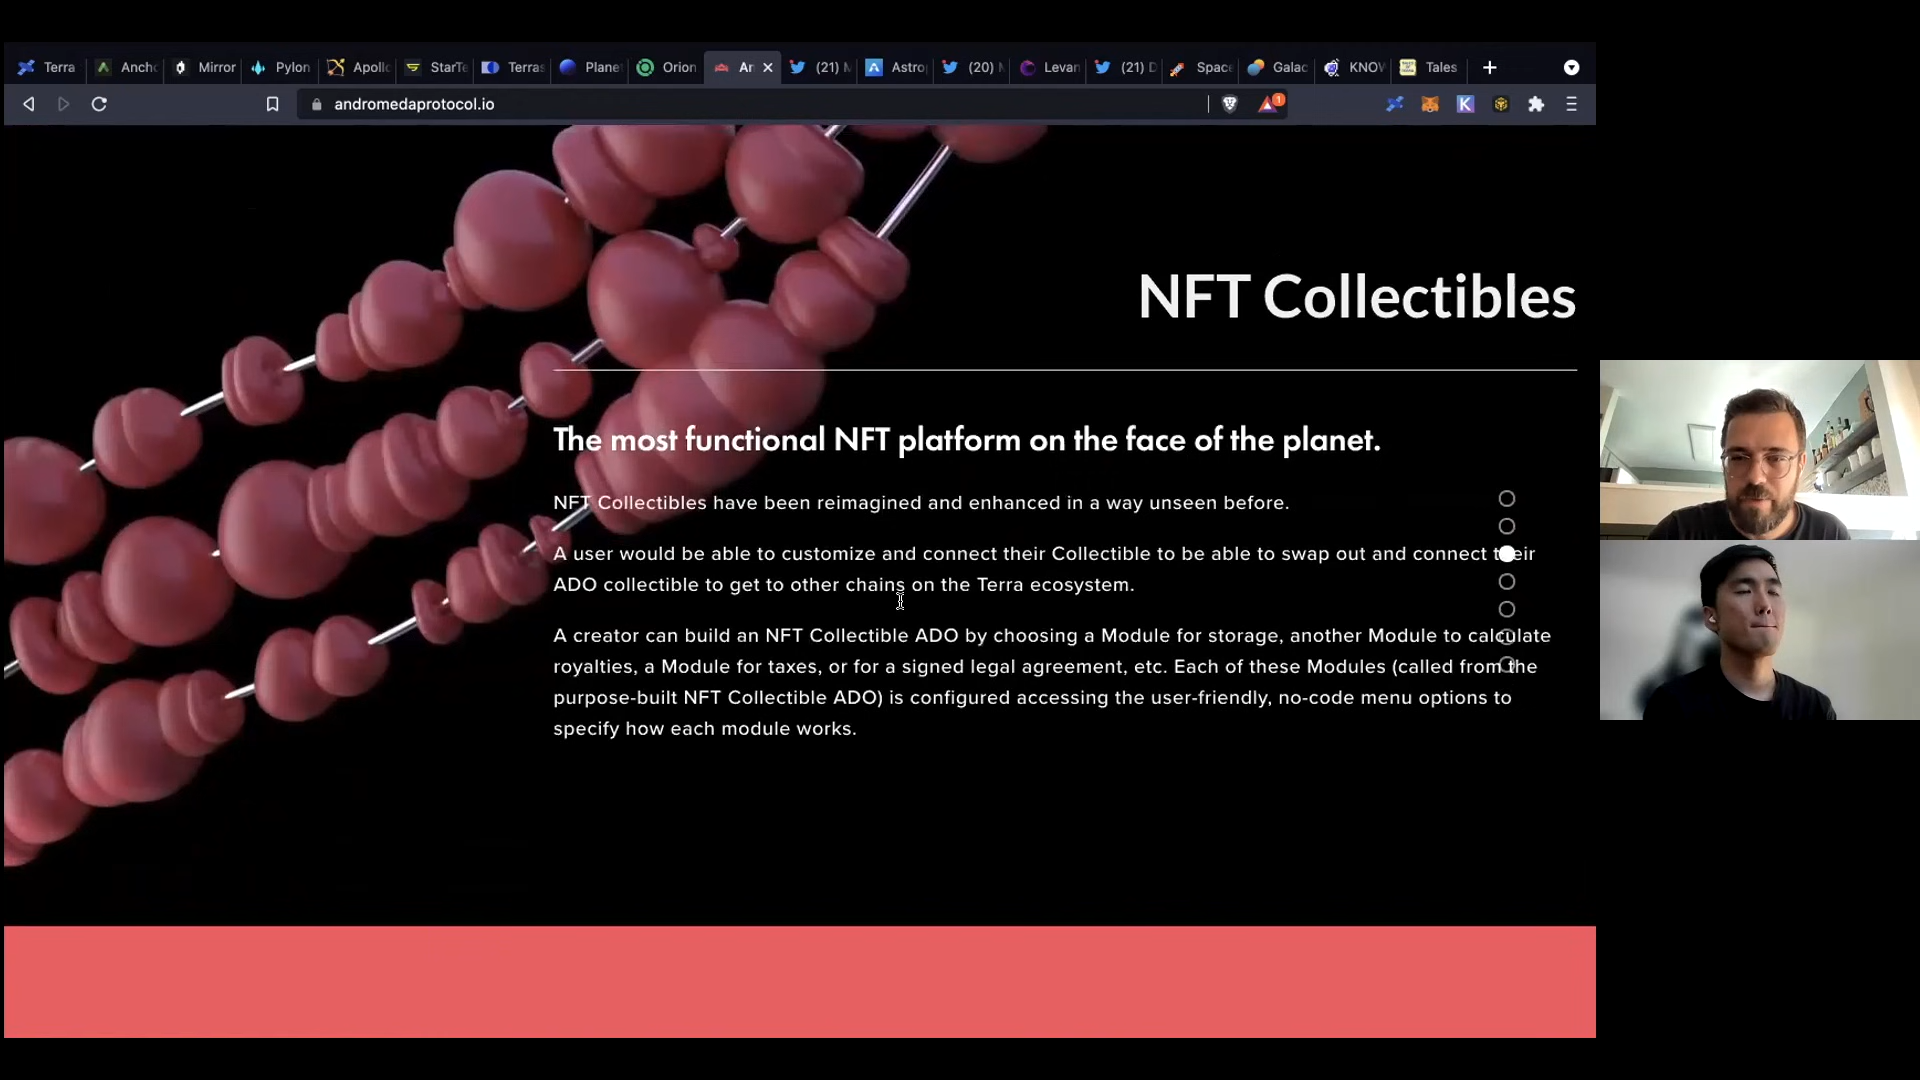 Terra
Ancho
Mirror
Pylon
Apollo
StarTe
Terras
Plane
Orion
An
(21) M
Astro
(20) M
Levan
(21) D
Space
Galac
KNOW
Tales
andromedaprotocol.io
1
NFT Collectibles
The most functional NFT platform on the face of the planet.
NFT Collectibles have been reimagined and enhanced in a way unseen before.
A user would be able to customize and connect their Collectible to be able to swap out and connect their
ADO collectible to get to other chains on the Terra ecosystem.
A creator can build an NFT Collectible ADO by choosing a Module for storage, another Module to calculate
royalties, a Module for taxes, or for a signed legal agreement, etc. Each of these Modules (called from the
purpose-built NFT Collectible ADO) is configured accessing the user-friendly, no-code menu options to
specify how each module works.